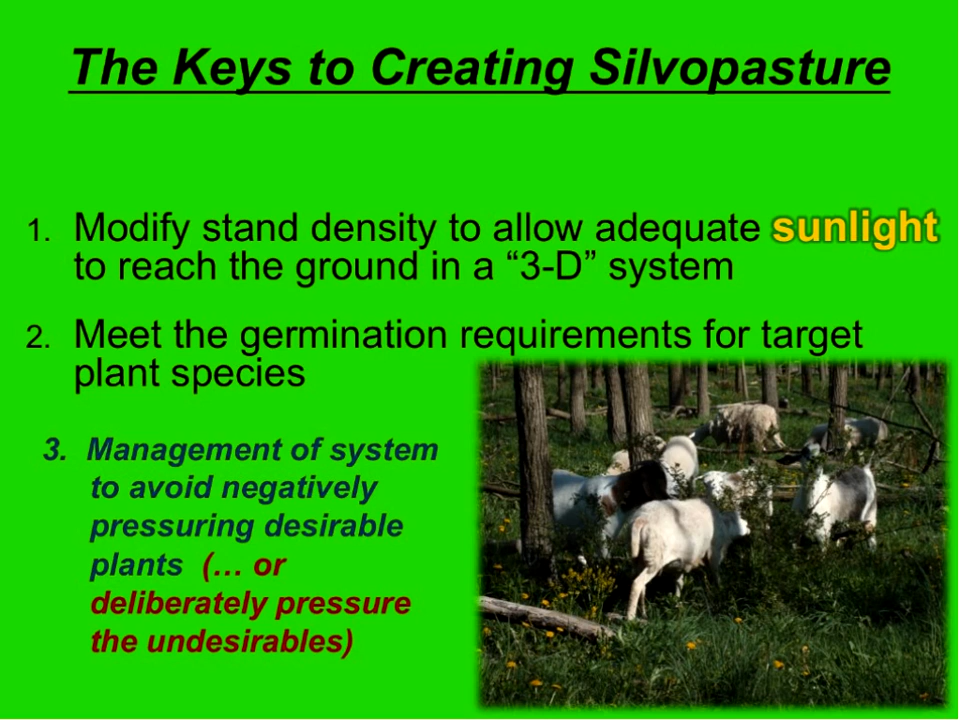 The Keys to Creating Silvopasture
1. Modify stand density to allow adequate sunlight
to reach the ground in a “3-D” system
2. Meet the germination requirements for target
plant species
3. Management of system
to avoid negatively
pressuring desirable
plants (… or
deliberately pressure
the undesirables)